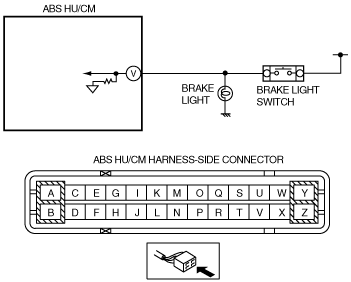 ABS HU/CM
V
BRAKE
LIGHT
BRAKE LIGHT
SWITCH
ABS HU/CM HARNESS-SIDE CONNECTOR
A C E G I K M O Q S U W Y
B D F H J L N P R T V X Z